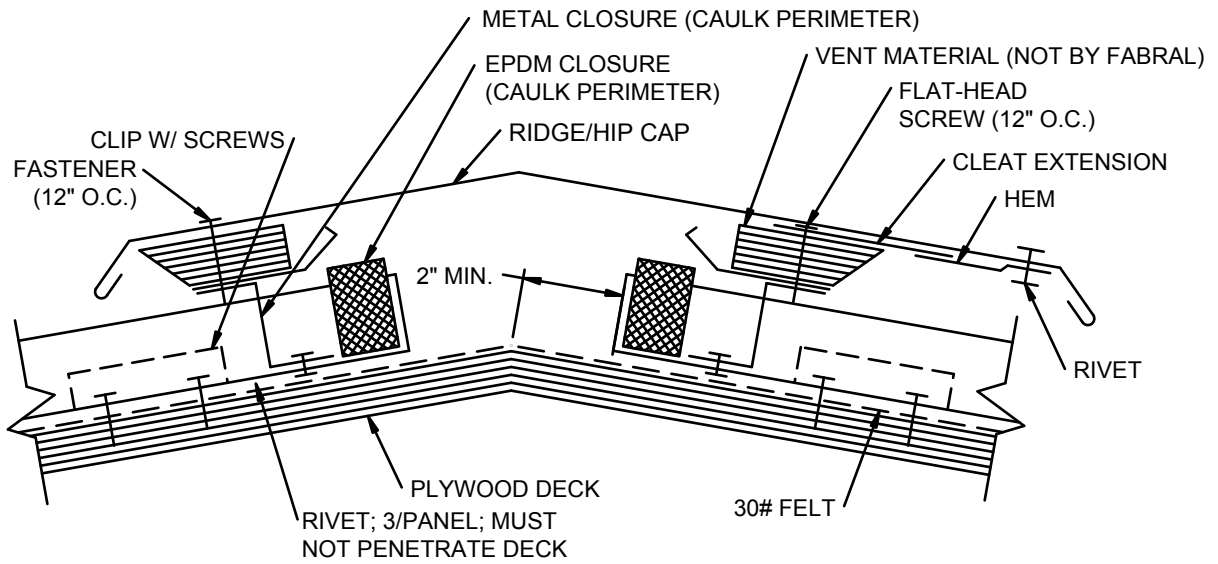 METAL CLOSURE (CAULK PERIMETER)
EPDM CLOSURE
(CAULK PERIMETER)
VENT MATERIAL (NOT BY FABRAL)
FLAT-HEAD
SCREW (12" O.C.)
CLIP W/ SCREWS
RIDGE/HIP CAP
FASTENER
(12" O.C.)
CLEAT EXTENSION
HEM
2" MIN.
RIVET
PLYWOOD DECK
30# FELT
RIVET; 3/PANEL; MUST
NOT PENETRATE DECK